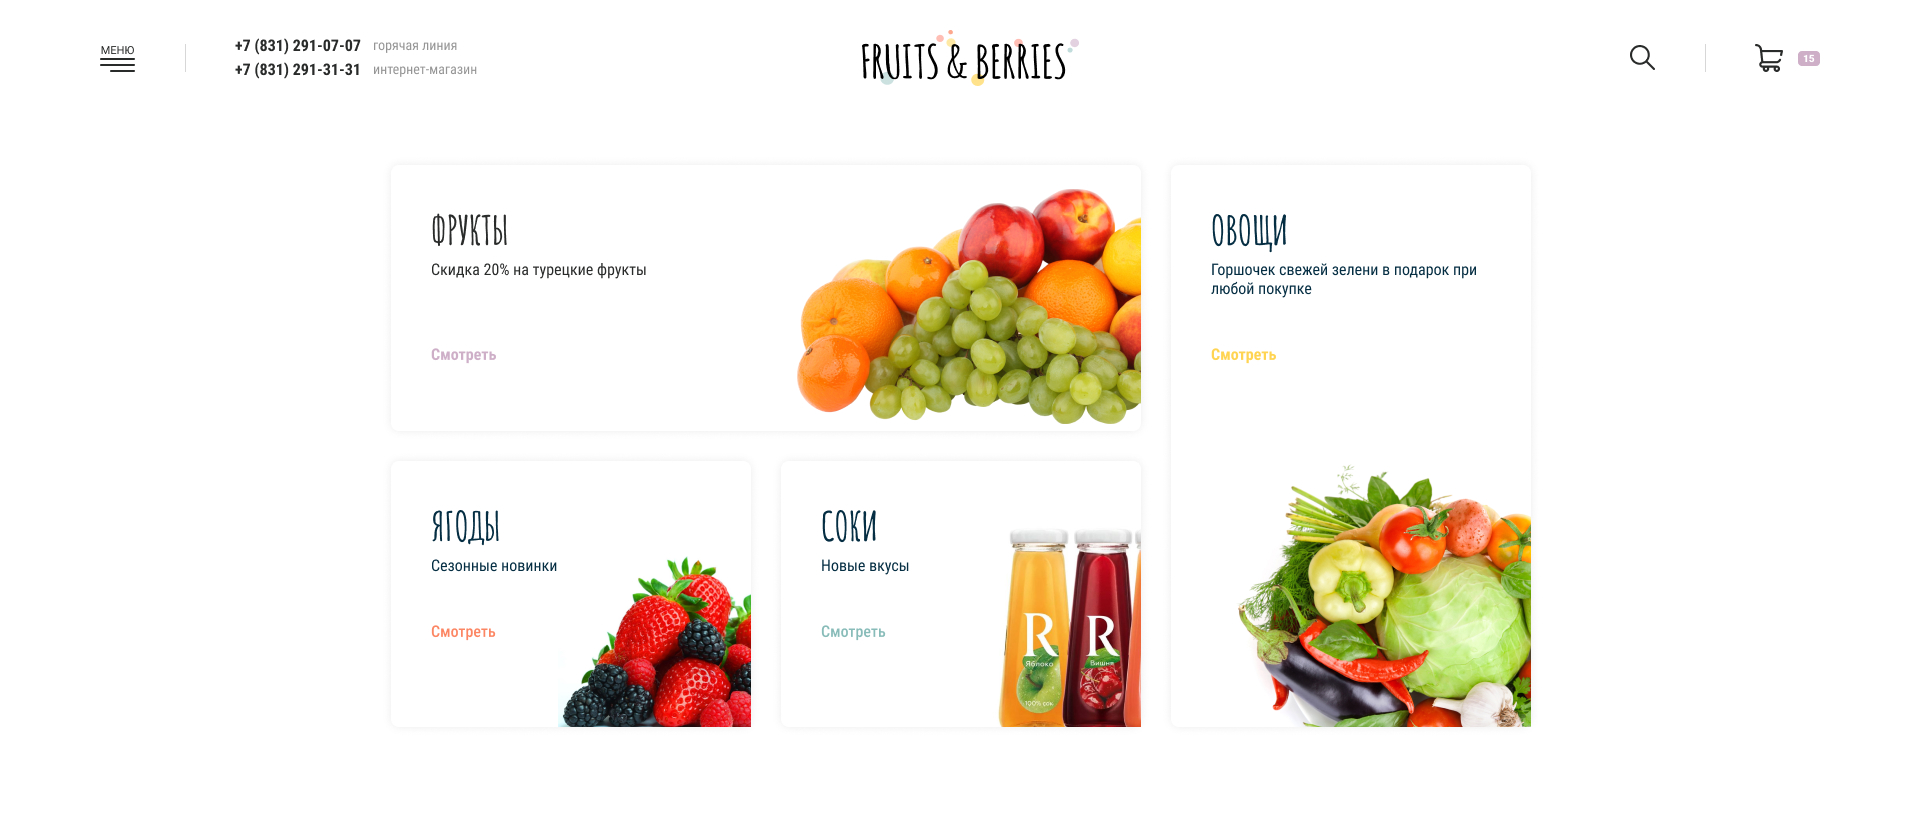 МЕНЮ
+7 (831) 291-07-07 горячая линия
+7 (831) 291-31-31 интернет-магазин
FRUITS & BERRIES
15
ФРУКТЫ
Скидка 20% на турецкие фрукты
Смотреть
ОВОЩИ
Горшочек свежей зелени в подарок при
любой покупке
Смотреть
ЯГОДЫ
Сезонные новинки
Смотреть
СОКИ
Новые вкусы
Смотреть
R
Яблоко
100% сок
R
Вишня